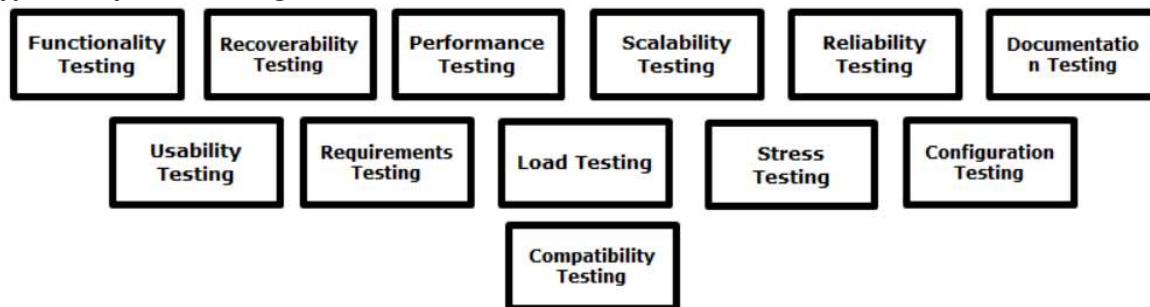 Functionality
Testing
Recoverability
Testing
Performance
Testing
Scalability
Testing
Reliability
Testing
Documentatio
n Testing
Usability
Testing
Requirements
Testing
Load Testing
Stress
Testing
Configuration
Testing
Compatibility
Testing